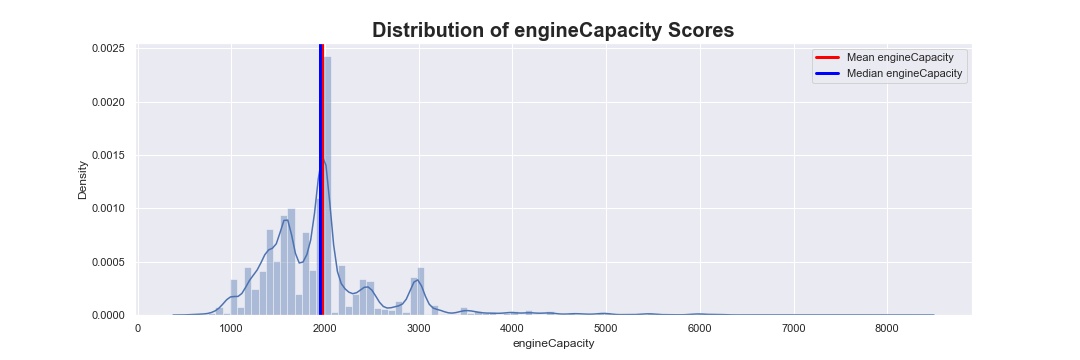 Distribution of engineCapacity Scores
Mean engineCapacity
Median engineCapacity
Density
0.0025
0.0020
0.0015
0.0010
0.0005
0.0000
0 1000 2000 3000 4000 5000 6000 7000 8000
engineCapacity